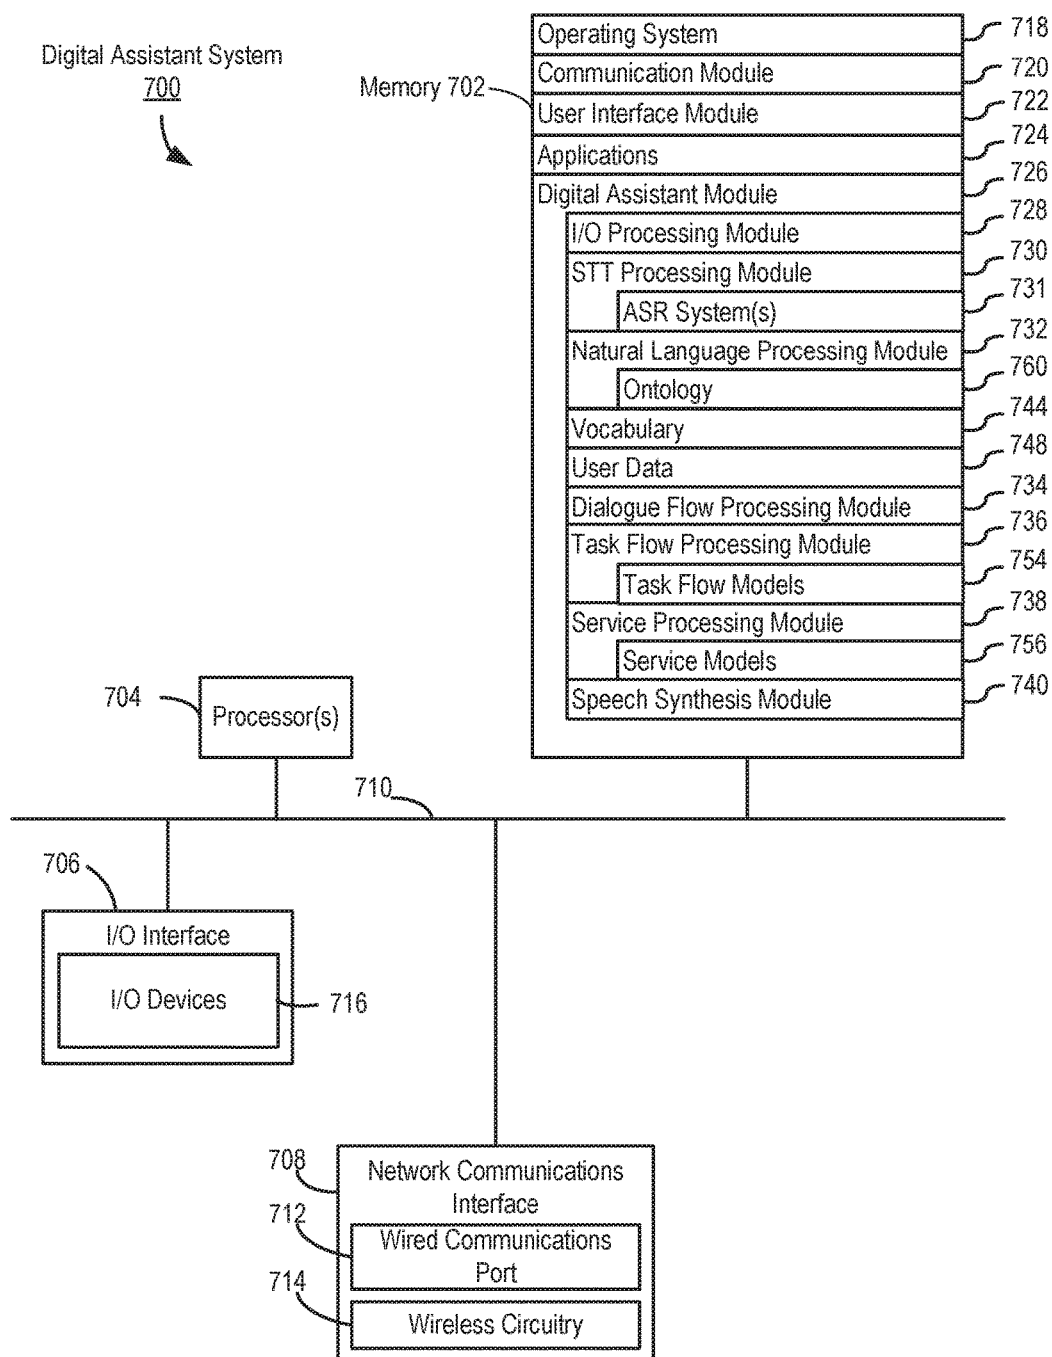 Digital Assistant System
700
Memory 702
Operating System
718
Communication Module
720
User Interface Module
722
Applications
724
Digital Assistant Module
726
I/O Processing Module
728
STT Processing Module
730
ASR System(s)
731
Natural Language Processing Module
732
Ontology
760
Vocabulary
744
User Data
748
Dialogue Flow Processing Module
734
Task Flow Processing Module
736
Task Flow Models
754
Service Processing Module
738
Service Models
756
Speech Synthesis Module
740
704
Processor(s)
710
706
I/O Interface
I/O Devices
716
708
Network Communications
Interface
712
Wired Communications
Port
714
Wireless Circuitry